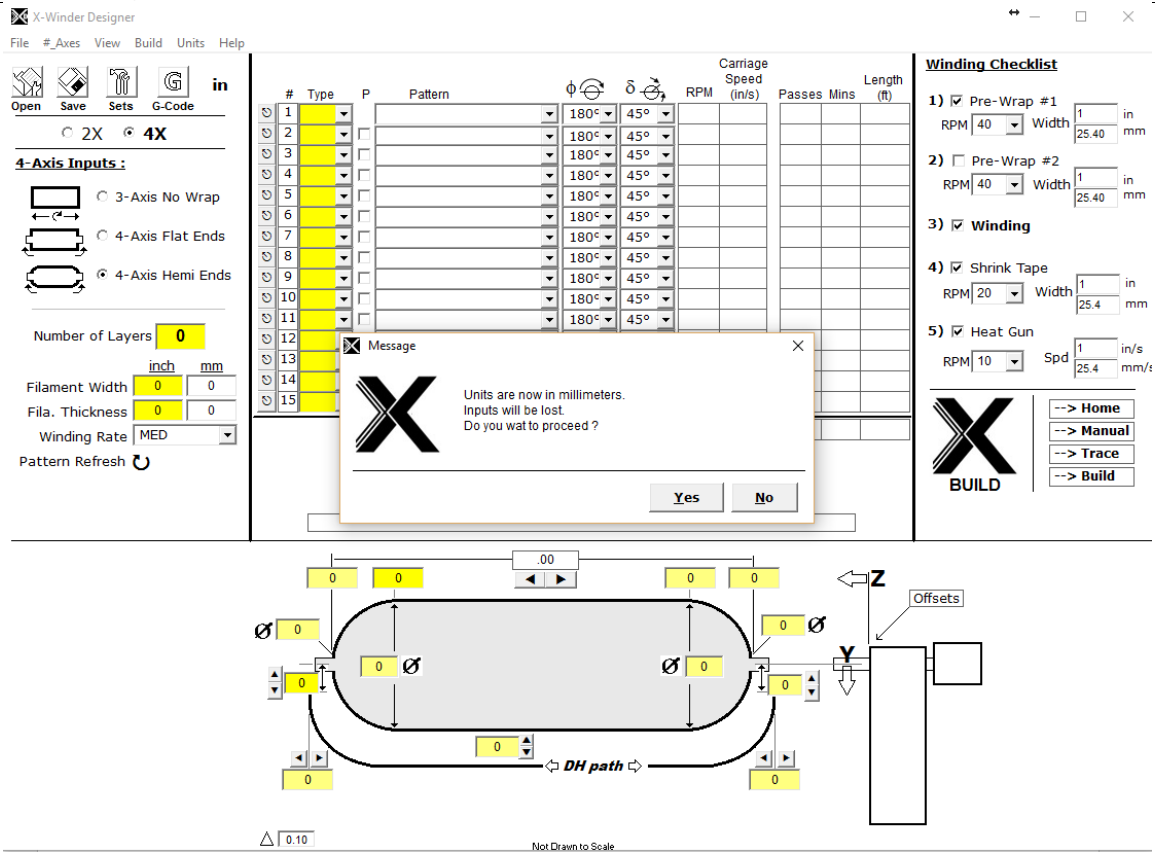 X-Winder Designer
File #_Axes View Build Units Help
Open Save Sets G-Code in
2X 4X
4-Axis Inputs :
3-Axis No Wrap
4-Axis Flat Ends
4-Axis Hemi Ends
Number of Layers 0
inch mm
Filament Width 0 0
Fila. Thickness 0 0
Winding Rate MED
Pattern Refresh
Carriage
Speed
(in/s)
Length
(ft)
# Type P Pattern ϕ δ RPM Passes Mins
1 180° 45°
2 180° 45°
3 180° 45°
4 180° 45°
5 180° 45°
6 180° 45°
7 180° 45°
8 180° 45°
9 180° 45°
10 180° 45°
11 180° 45°
12
13
14
15
Message
Units are now in millimeters.
Inputs will be lost.
Do you wat to proceed ?
Yes No
Winding Checklist
1) Pre-Wrap #1
RPM 40 Width 1 in
25.40 mm
2) Pre-Wrap #2
RPM 40 Width 1 in
25.40 mm
3) Winding
4) Shrink Tape
RPM 20 Width 1 in
25.4 mm
5) Heat Gun
RPM 10 Spd 1 in/s
25.4 mm/s
X
BUILD
--> Home
--> Manual
--> Trace
--> Build
.00
0 0 0 0
Z
Offsets
Ø 0 0 Ø
Y
0 Ø Ø 0
0 0
0
DH path
0 0
△ 0.10
Not Drawn to Scale